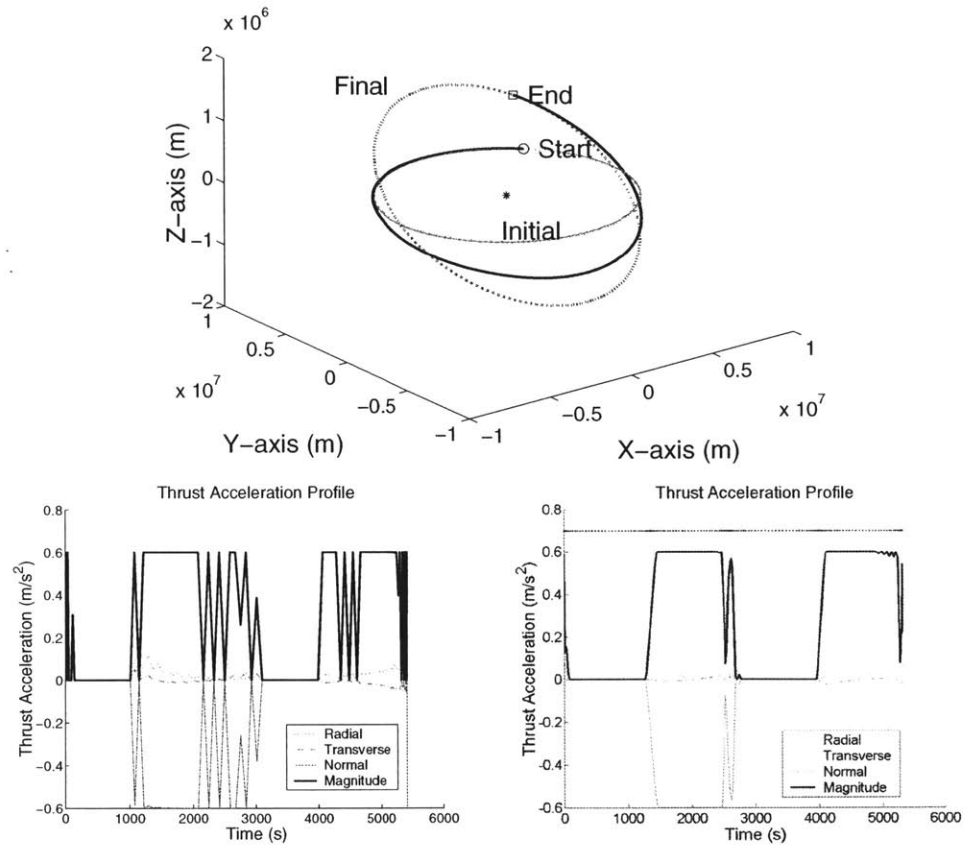 x 10^6
2
1
0
−1
−2
Z−axis (m)
Final
End
Start
Initial
1
0.5
0
−0.5
−1
x 10^7
Y−axis (m)
−1
−0.5
0
0.5
1
x 10^7
X−axis (m)
Thrust Acceleration Profile
0.8
0.6
0.4
0.2
0
−0.2
−0.4
−0.6
Thrust Acceleration (m/s^2)
Radial
Transverse
Normal
Magnitude
0 1000 2000 3000 4000 5000 6000
Time (s)
Thrust Acceleration Profile
0.8
0.6
0.4
0.2
0
−0.2
−0.4
−0.6
Thrust Acceleration (m/s^2)
Radial
Transverse
Normal
Magnitude
0 1000 2000 3000 4000 5000 6000
Time (s)